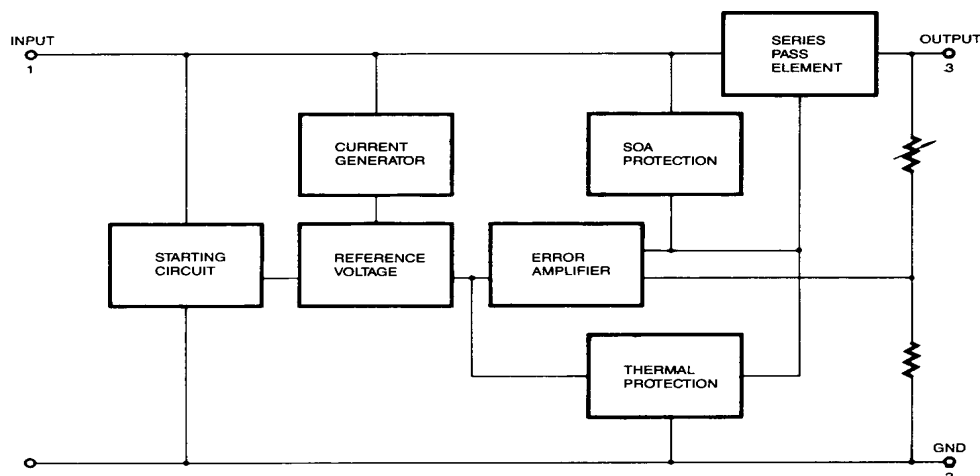 INPUT
1
SERIES
PASS
ELEMENT
OUTPUT
3
CURRENT
GENERATOR
SOA
PROTECTION
STARTING
CIRCUIT
REFERENCE
VOLTAGE
ERROR
AMPLIFIER
THERMAL
PROTECTION
GND